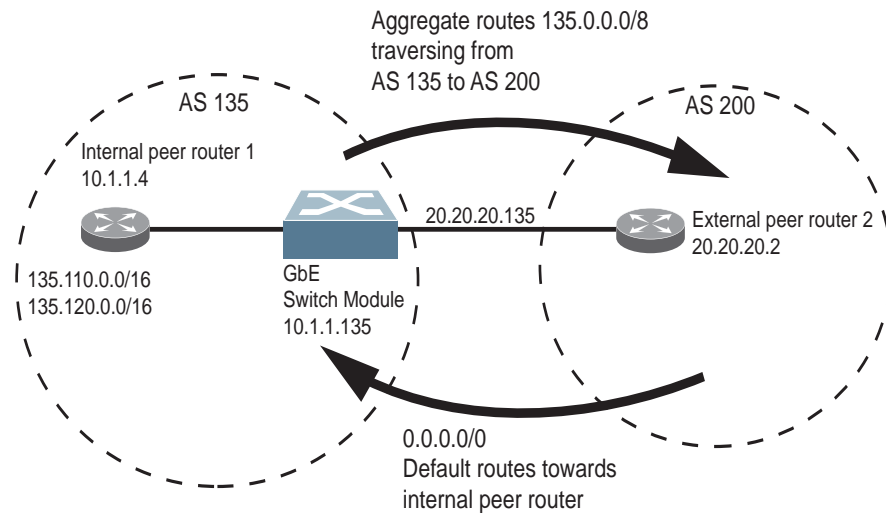 Aggregate routes 135.0.0.0/8
traversing from
AS 135 to AS 200
AS 135
AS 200
Internal peer router 1
10.1.1.4
20.20.20.135
External peer router 2
20.20.20.2
135.110.0.0/16
135.120.0.0/16
GbE
Switch Module
10.1.1.135
0.0.0.0/0
Default routes towards
internal peer router